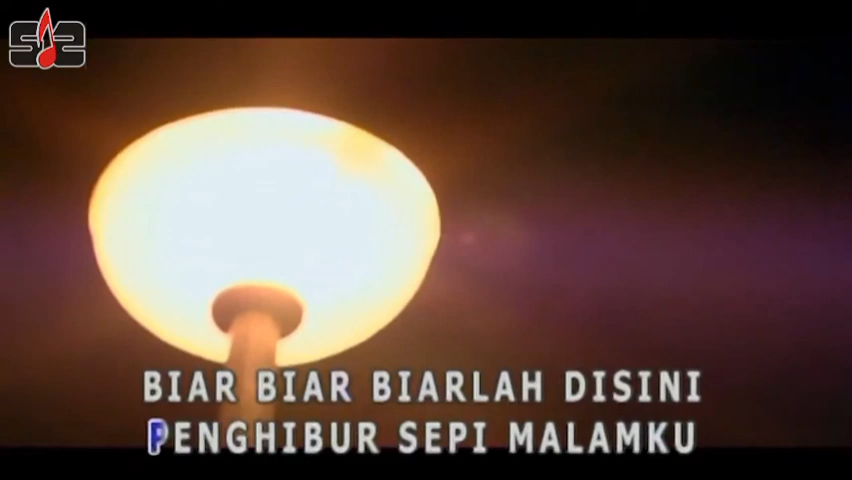 BIAR BIAR BIARLAH DISINI
PENGHIBUR SEPI MALAMKU